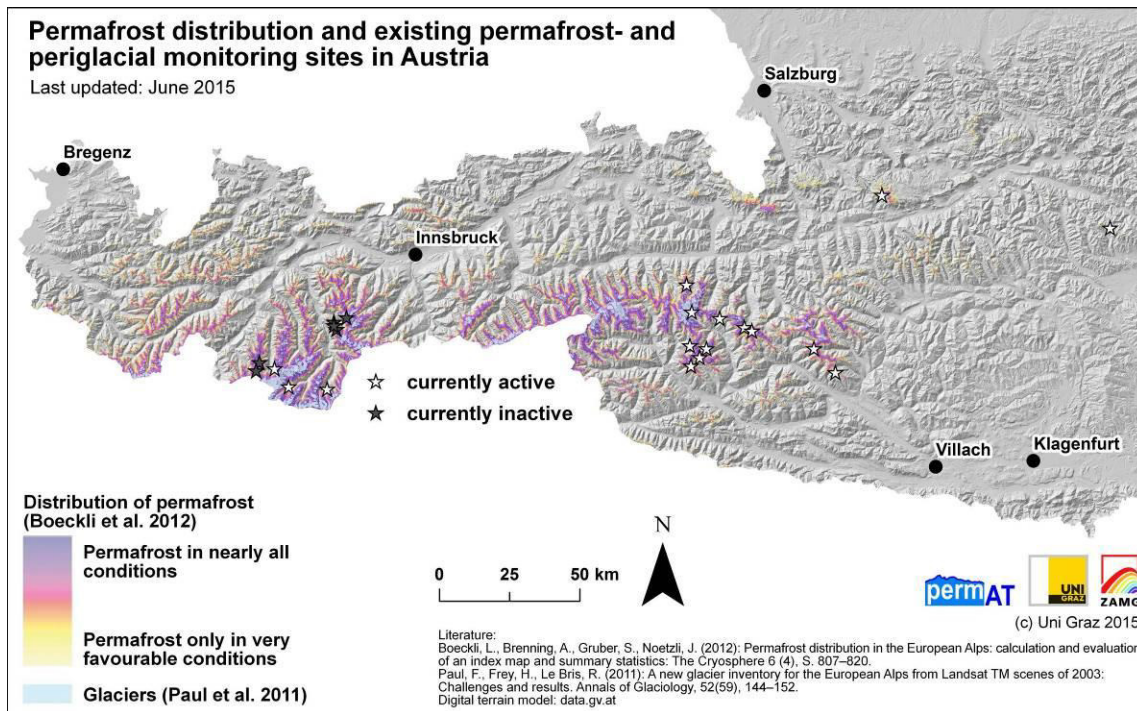 Permafrost distribution and existing permafrost- and
periglacial monitoring sites in Austria
Last updated: June 2015
Salzburg
Bregenz
Innsbruck
currently active
currently inactive
Villach
Klagenfurt
Distribution of permafrost
(Boeckli et al. 2012)
Permafrost in nearly all
conditions
Permafrost only in very
favourable conditions
Glaciers (Paul et al. 2011)
N
0 25 50 km
permAT
UNI
GRAZ
ZAMG
(c) Uni Graz 2015
Literature:
Boeckli, L., Brenning, A., Gruber, S., Noetzli, J. (2012): Permafrost distribution in the European Alps: calculation and evaluation
of an index map and summary statistics: The Cryosphere 6 (4), S. 807–820.
Paul, F., Frey, H., Le Bris, R. (2011): A new glacier inventory for the European Alps from Landsat TM scenes of 2003:
Challenges and results. Annals of Glaciology, 52(59), 144–152.
Digital terrain model: data.gv.at